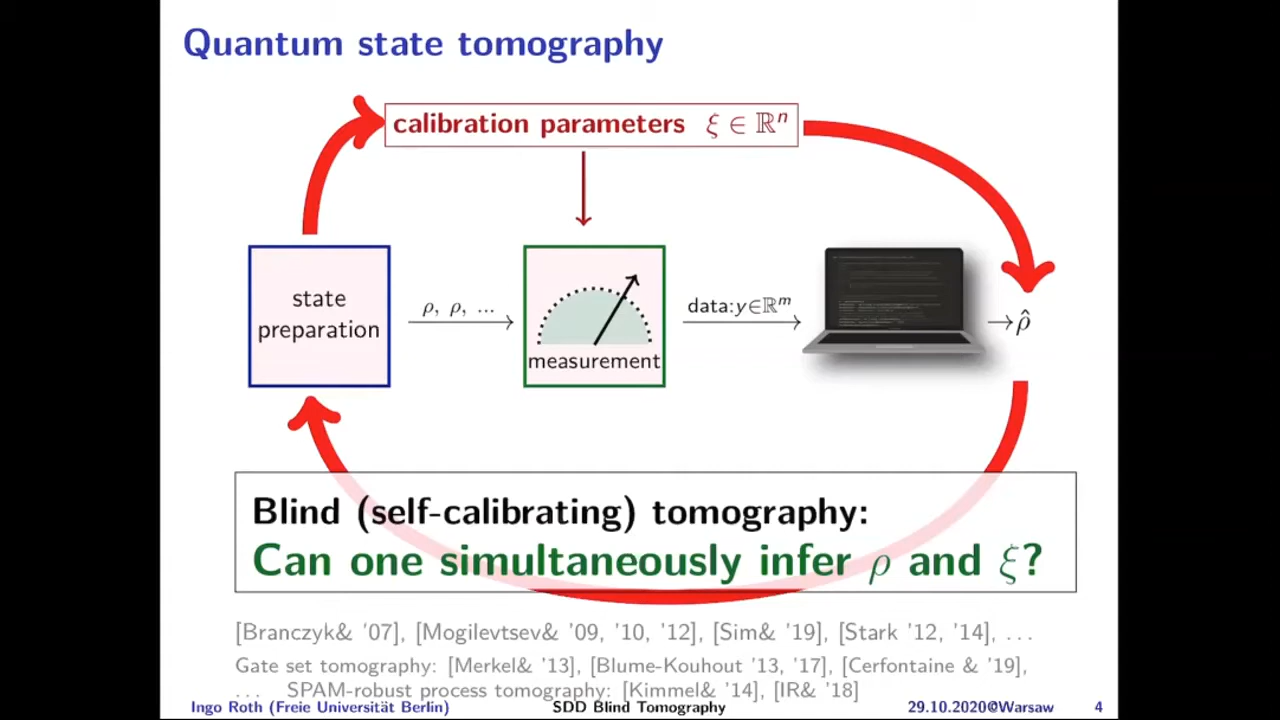 Quantum state tomography
calibration parameters ξ ∈ ℝⁿ
state
preparation
ρ, ρ, ...
measurement
data:y∈ℝᵐ
→ρ̂
Blind (self-calibrating) tomography:
Can one simultaneously infer ρ and ξ?
[Branczyk& '07], [Mogilevtsev& '09, '10, '12], [Sim& '19], [Stark '12, '14], ...
Gate set tomography: [Merkel& '13], [Blume-Kouhout '13, '17], [Cerfontaine & '19],
... SPAM-robust process tomography: [Kimmel& '14], [IR& '18]
Ingo Roth (Freie Universität Berlin) SDD Blind Tomography 29.10.2020@Warsaw 4